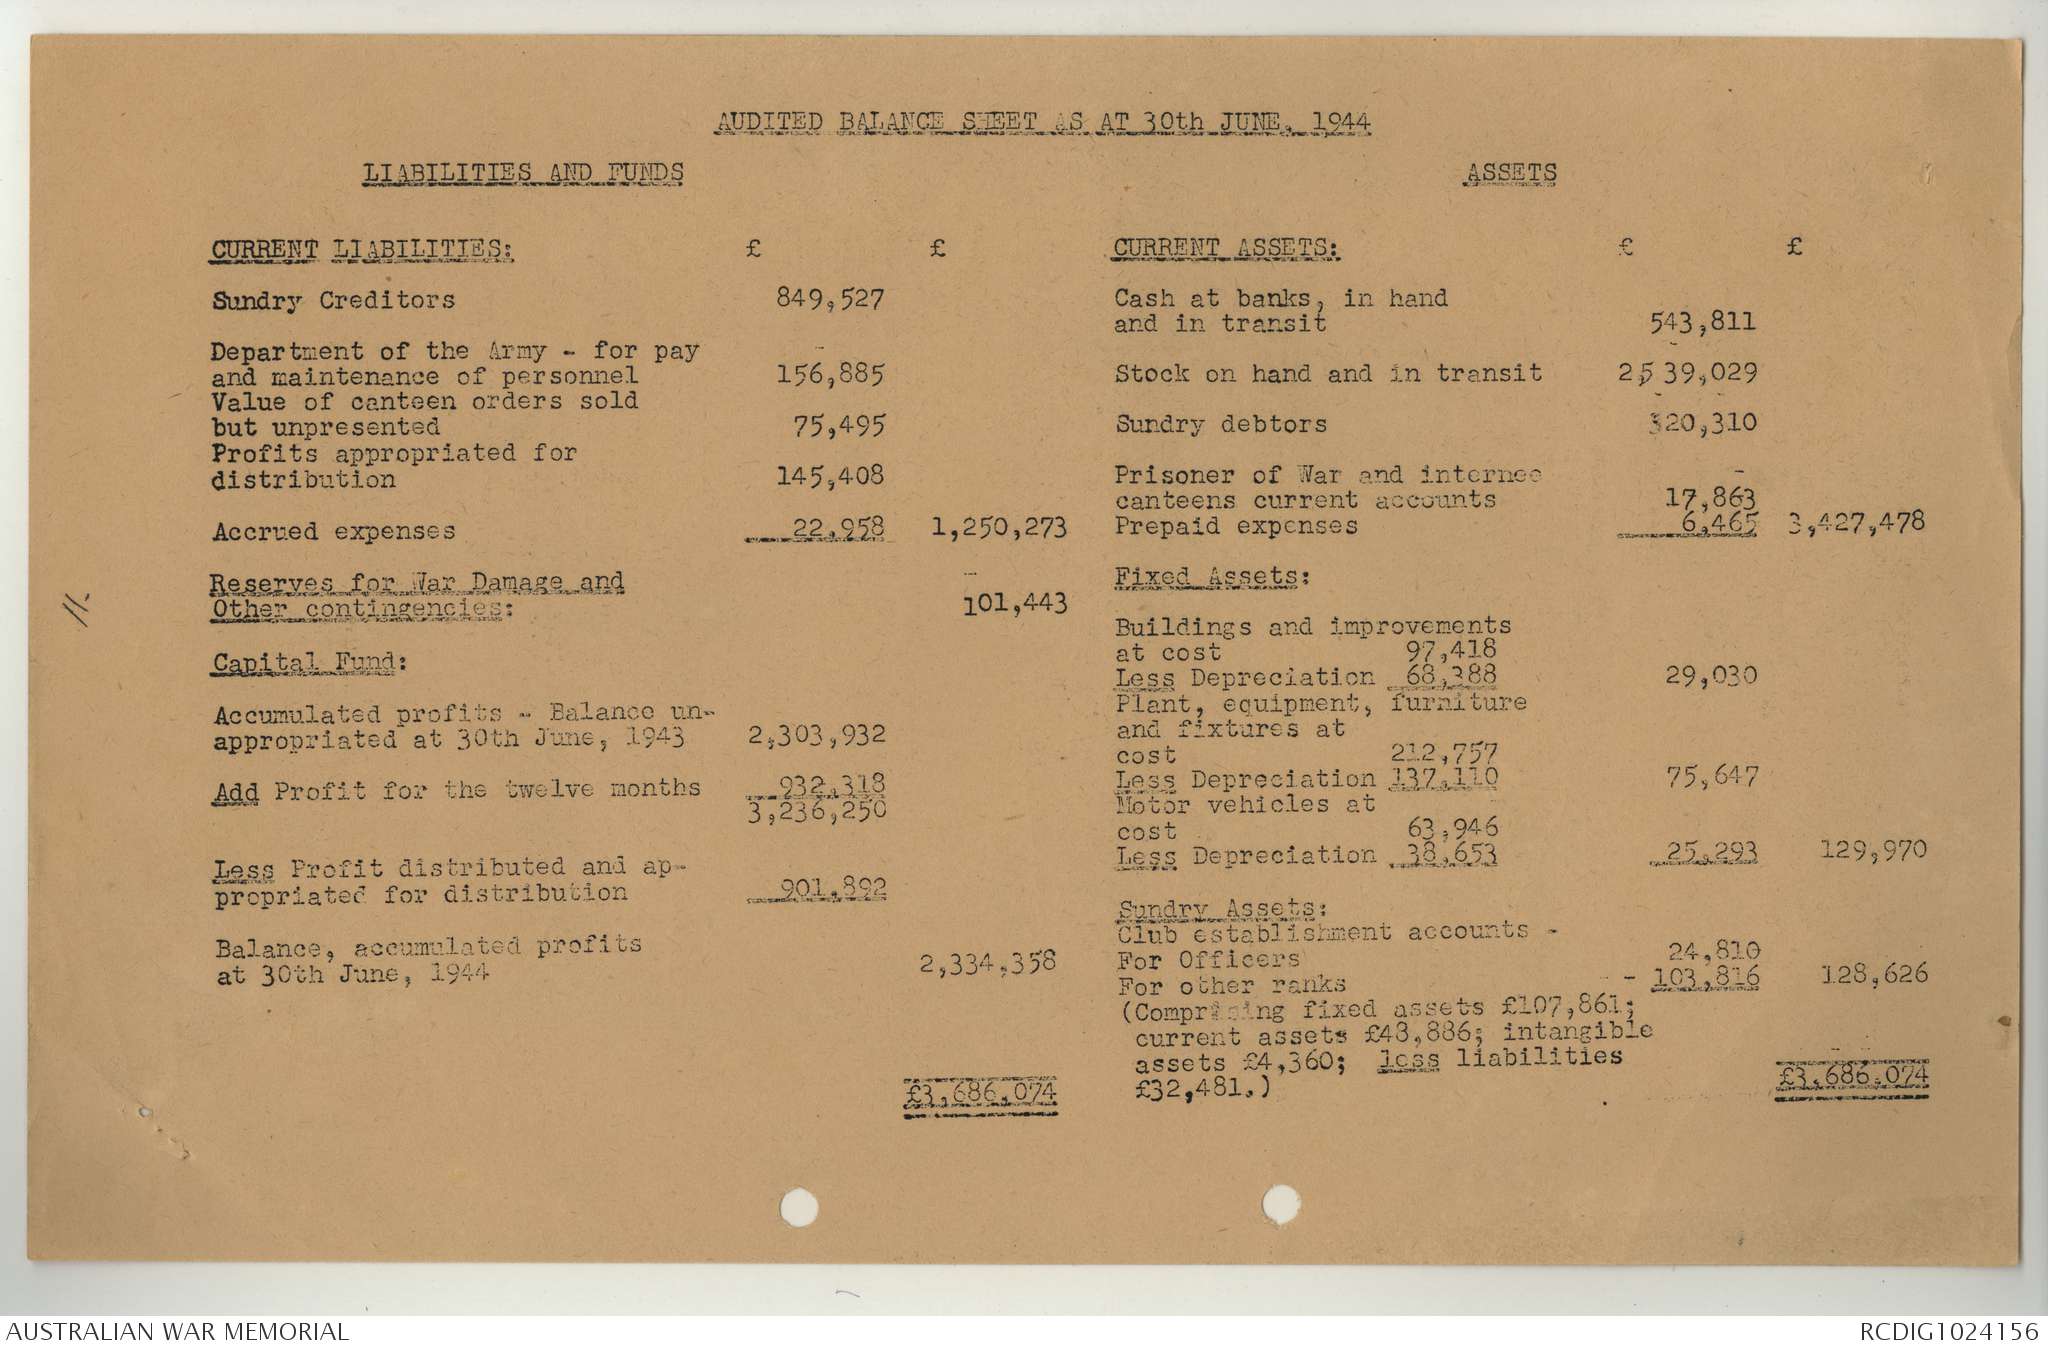 AUDITED BALANCE SHEET AS AT 30th JUNE, 1944
LIABILITIES AND FUNDS
CURRENT LIABILITIES: £ £
Sundry Creditors 849,527
Department of the Army - for pay
and maintenance of personnel 156,885
Value of canteen orders sold
but unpresented 75,495
Profits appropriated for
distribution 145,408
Accrued expenses 22,958 1,250,273
Reserves for War Damage and
Other contingencies: 101,443
Capital Fund:
Accumulated profits - Balance un-
appropriated at 30th June, 1943 2,303,932
Add Profit for the twelve months 932,318
3,236,250
Less Profit distributed and ap-
propriated for distribution 901,892
Balance, accumulated profits
at 30th June, 1944 2,334,358
£3,686,074
ASSETS
CURRENT ASSETS: £ £
Cash at banks, in hand
and in transit 543,811
Stock on hand and in transit 2,539,029
Sundry debtors 320,310
Prisoner of War and internee
canteens current accounts 17,863
Prepaid expenses 6,465 3,427,478
Fixed Assets:
Buildings and improvements
at cost 97,418
Less Depreciation 68,388 29,030
Plant, equipment, furniture
and fixtures at
cost 212,757
Less Depreciation 137,110 75,647
Motor vehicles at
cost 63,946
Less Depreciation 38,653 25,293 129,970
Sundry Assets:
Club establishment accounts -
For Officers 24,810
For other ranks - 103,816 128,626
(Comprising fixed assets £107,861;
current assets £48,886; intangible
assets £4,360; less liabilities
£32,481.)
£3,686,074
11.
AUSTRALIAN WAR MEMORIAL
RCDIG1024156